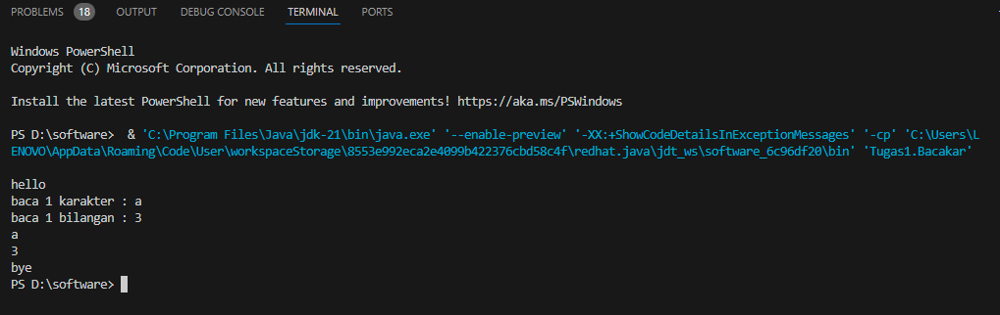 PROBLEMS 18 OUTPUT DEBUG CONSOLE TERMINAL PORTS
Windows PowerShell
Copyright (C) Microsoft Corporation. All rights reserved.
Install the latest PowerShell for new features and improvements! https://aka.ms/PSWindows
PS D:\software>  & 'C:\Program Files\Java\jdk-21\bin\java.exe' '--enable-preview' '-XX:+ShowCodeDetailsInExceptionMessages' '-cp' 'C:\Users\L
ENOVO\AppData\Roaming\Code\User\workspaceStorage\8553e992eca2e4099b422376cbd58c4f\redhat.java\jdt_ws\software_6c96df20\bin' 'Tugas1.Bacakar'
hello
baca 1 karakter : a
baca 1 bilangan : 3
a
3
bye
PS D:\software>